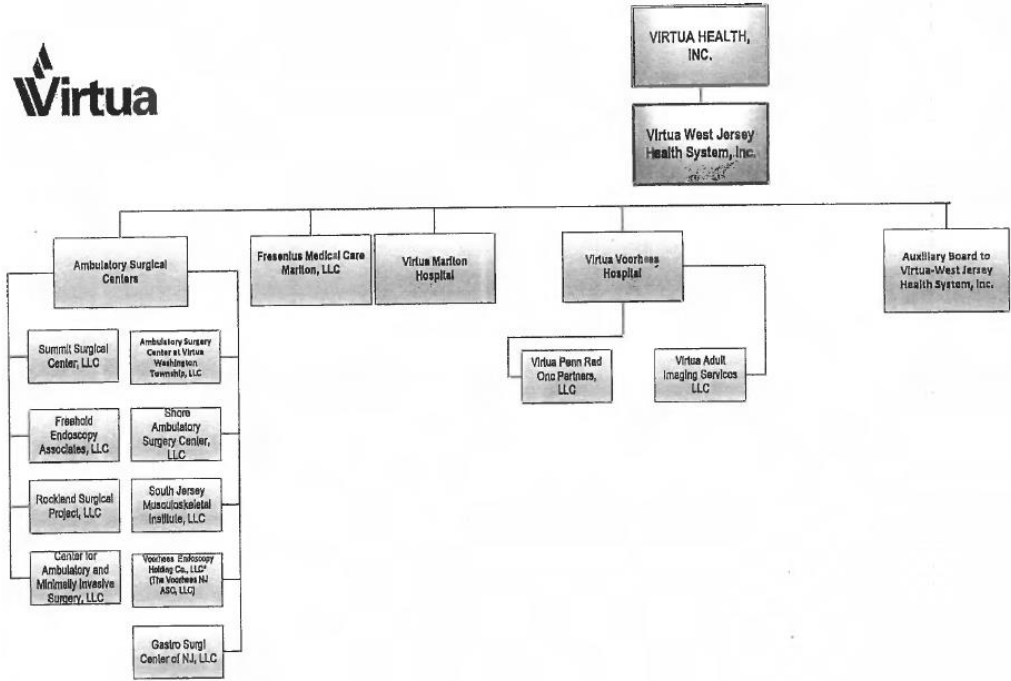 VIRTUA HEALTH,
INC.
Virtua
Virtua West Jersey
Health System, Inc.
Ambulatory Surgical
Centers
Fresenius Medical Care
Marlton, LLC
Virtua Marlton
Hospital
Virtua Voorhees
Hospital
Auxiliary Board to
Virtua-West Jersey
Health System, Inc.
Summit Surgical
Center, LLC
Ambulatory Surgery
Center at Virtua
Washington
Township, LLC
Virtua Penn Rad
Onc Partners,
LLC
Virtua Adult
Imaging Services
LLC
Freehold
Endoscopy
Associates, LLC
Shore
Ambulatory
Surgery Center,
LLC
Rockland Surgical
Project, LLC
South Jersey
Musculoskeletal
Institute, LLC
Center for
Ambulatory and
Minimally Invasive
Surgery, LLC
Voorhees Endoscopy
Holding Co., LLC*
(The Voorhees NJ
ASC, LLC)
Gastro Surgi
Center of NJ, LLC